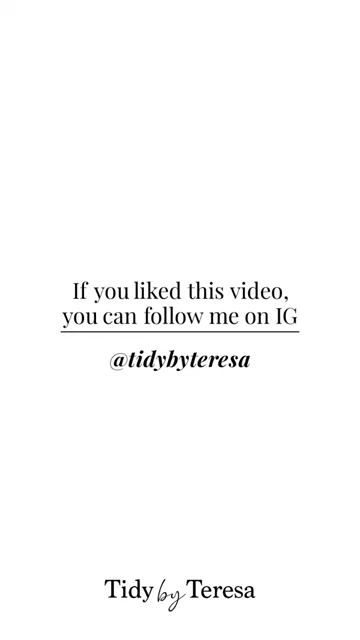 If you liked this video,
you can follow me on IG
@tidybyteresa
Tidy by Teresa